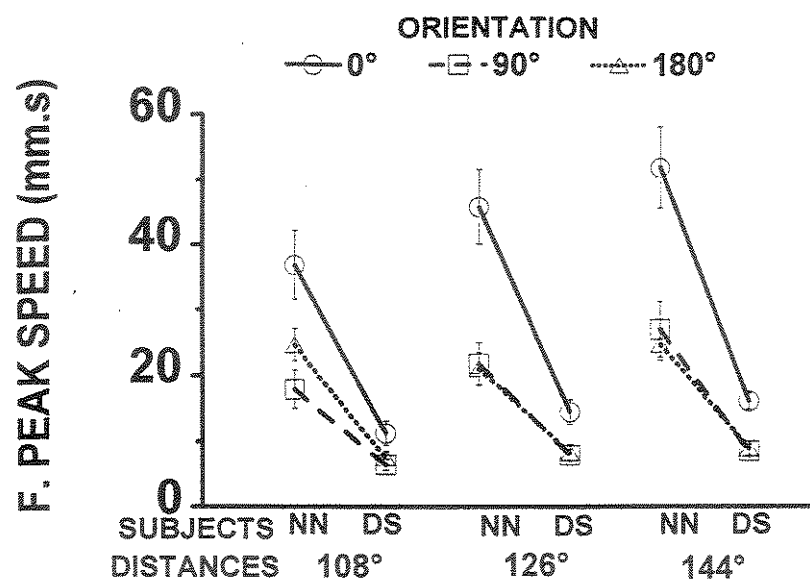 ORIENTATION
0° -90° 180°
F. PEAK SPEED (mm.s)
60
40
20
0
SUBJECTS NN DS NN DS NN DS
DISTANCES 108° 126° 144°